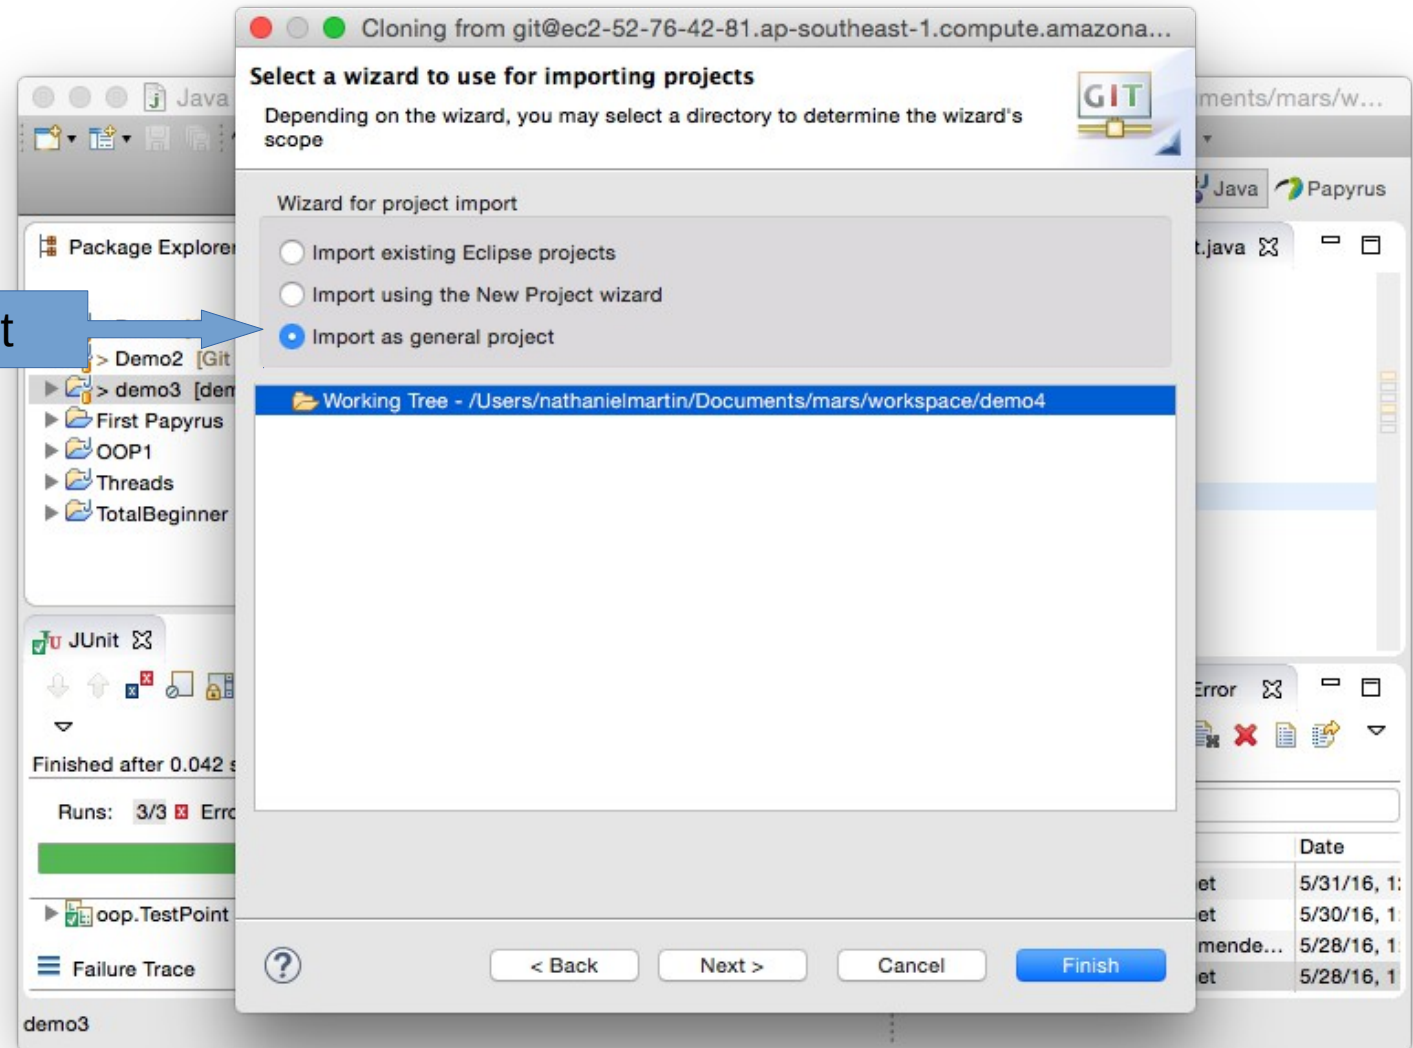 Cloning from git@ec2-52-76-42-81.ap-southeast-1.compute.amazona...
Select a wizard to use for importing projects
Depending on the wizard, you may select a directory to determine the wizard's
scope
GIT
Wizard for project import
Import existing Eclipse projects
Import using the New Project wizard
Import as general project
Working Tree - /Users/nathanielmartin/Documents/mars/workspace/demo4
< Back
Next >
Cancel
Finish
Java
ments/mars/w...
Java
Papyrus
Package Explorer
t.java
t
> Demo2 [Git
> demo3 [dem
First Papyrus
OOP1
Threads
TotalBeginner
JUnit
Finished after 0.042 s
Runs: 3/3 Erro
oop.TestPoint
Failure Trace
demo3
Error
Date
et 5/31/16, 1
et 5/30/16, 1
mende... 5/28/16, 1
et 5/28/16, 1